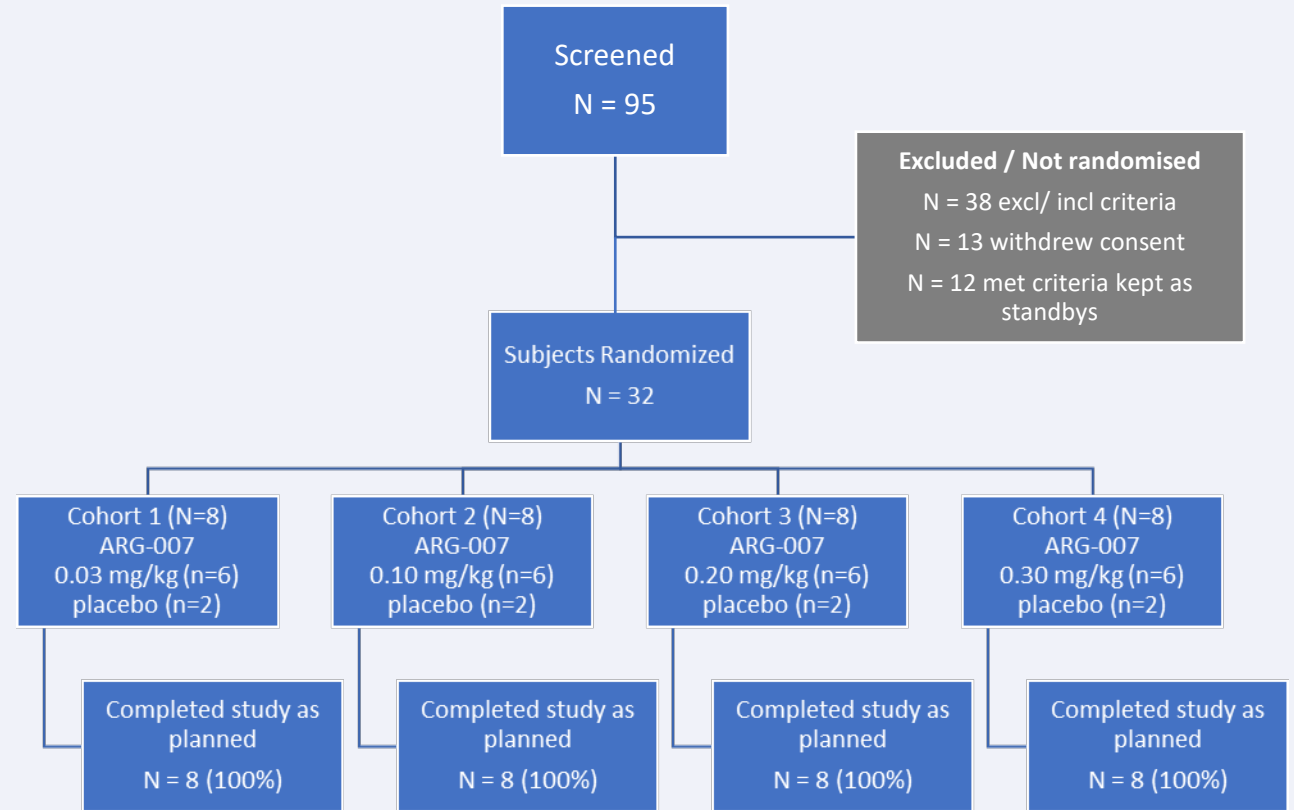 Screened
N = 95
Excluded / Not randomised
N = 38 excl/ incl criteria
N = 13 withdrew consent
N = 12 met criteria kept as
standbys
Subjects Randomized
N = 32
Cohort 1 (N=8)
ARG-007
0.03 mg/kg (n=6)
placebo (n=2)
Cohort 2 (N=8)
ARG-007
0.10 mg/kg (n=6)
placebo (n=2)
Cohort 3 (N=8)
ARG-007
0.20 mg/kg (n=6)
placebo (n=2)
Cohort 4 (N=8)
ARG-007
0.30 mg/kg (n=6)
placebo (n=2)
Completed study as
planned
N = 8 (100%)
Completed study as
planned
N = 8 (100%)
Completed study as
planned
N = 8 (100%)
Completed study as
planned
N = 8 (100%)